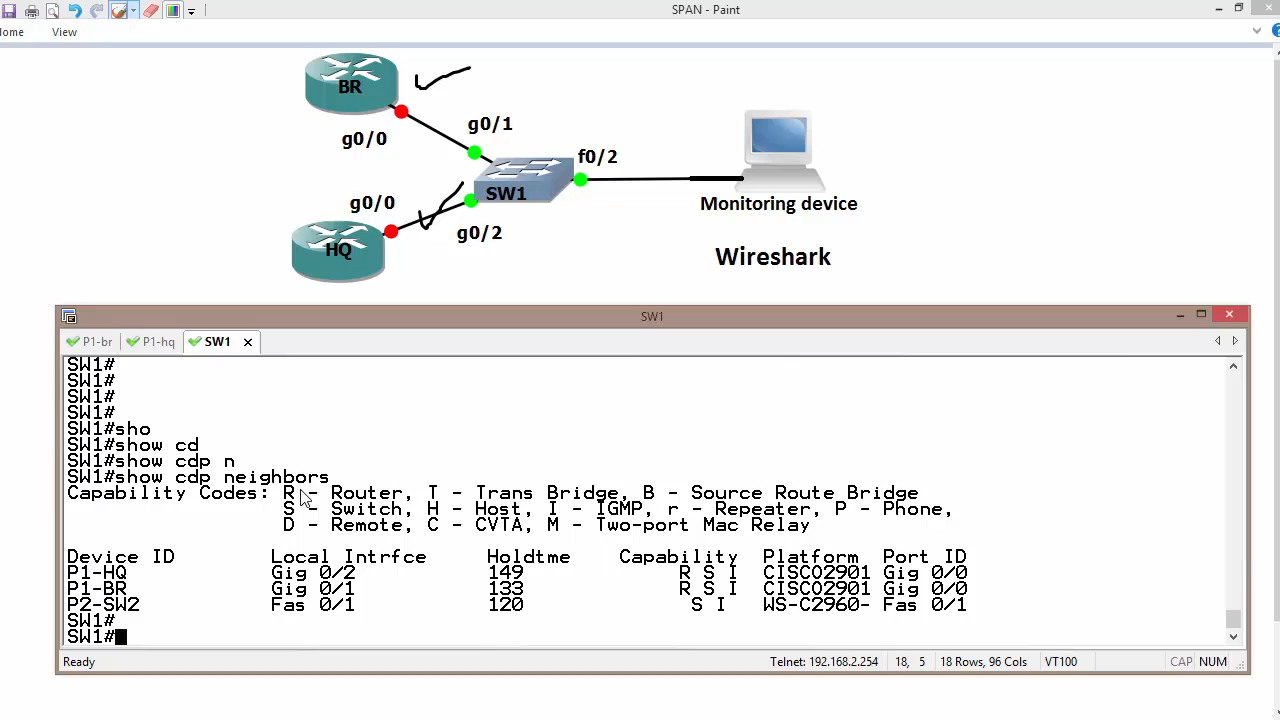 SPAN - Paint
ome
View
BR
g0/1
g0/0
f0/2
SW1
g0/0
Monitoring device
g0/2
HQ
Wireshark
SW1
P1-br
P1-hq
SW1
SW1#
SW1#
SW1#
SW1#
SW1#sho
SW1#show cd
SW1#show cdp n
SW1#show cdp neighbors
Capability Codes: R - Router, T - Trans Bridge, B - Source Route Bridge
S - Switch, H - Host, I - IGMP, r - Repeater, P - Phone,
D - Remote, C - CVTA, M - Two-port Mac Relay
Device ID Local Intrfce Holdtme Capability Platform Port ID
P1-HQ Gig 0/2 149 R S I CISCO2901 Gig 0/0
P1-BR Gig 0/1 133 R S I CISCO2901 Gig 0/0
P2-SW2 Fas 0/1 120 S I WS-C2960- Fas 0/1
SW1#
SW1#
Ready
Telnet: 192.168.2.254
18, 5
18 Rows, 96 Cols
VT100
CAP
NUM